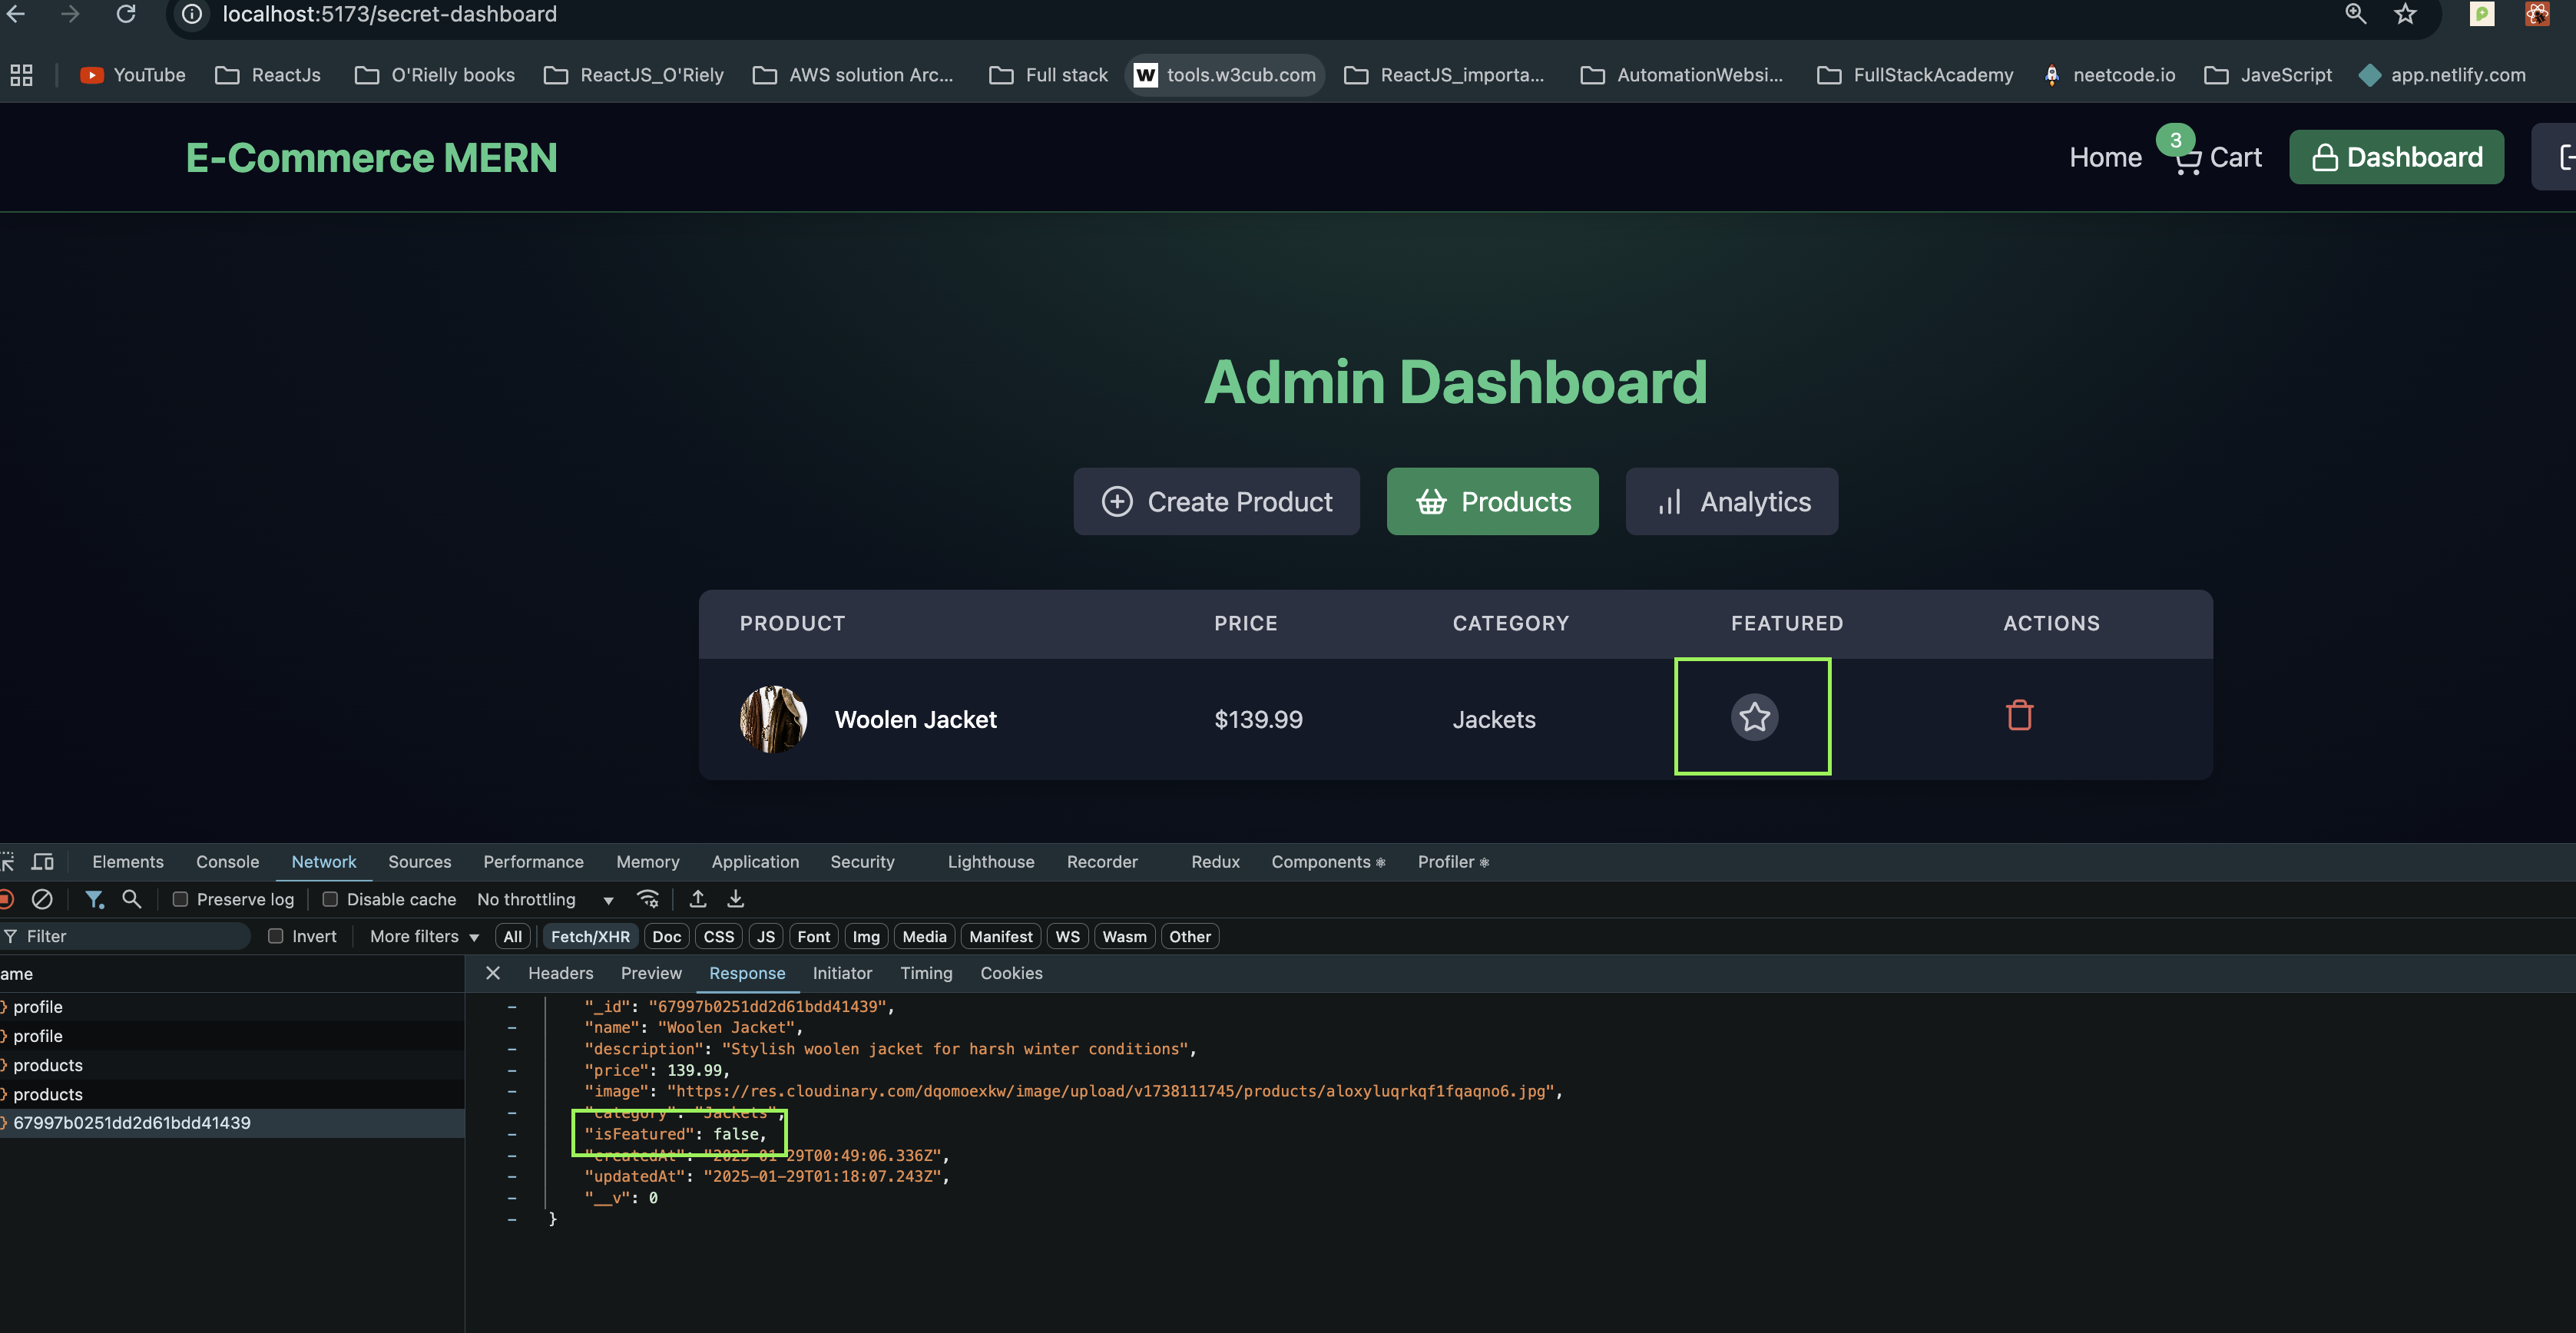 localhost:5173/secret-dashboard
YouTube ReactJs O'Rielly books ReactJS_O'Riely AWS solution Arc... Full stack W tools.w3cub.com ReactJS_importa... AutomationWebsi... FullStackAcademy neetcode.io JaveScript app.netlify.com
E-Commerce MERN Home 3 Cart Dashboard
Admin Dashboard
Create Product Products Analytics
PRODUCT PRICE CATEGORY FEATURED ACTIONS
Woolen Jacket $139.99 Jackets
Elements Console Network Sources Performance Memory Application Security Lighthouse Recorder Redux Components Profiler
Preserve log Disable cache No throttling
Filter Invert More filters All Fetch/XHR Doc CSS JS Font Img Media Manifest WS Wasm Other
ame Headers Preview Response Initiator Timing Cookies
profile
profile
products
products
67997b0251dd2d61bdd41439
"_id": "67997b0251dd2d61bdd41439",
"name": "Woolen Jacket",
"description": "Stylish woolen jacket for harsh winter conditions",
"price": 139.99,
"image": "https://res.cloudinary.com/dqomoexkw/image/upload/v1738111745/products/aloxyluqrkqf1fqaqno6.jpg",
"category": "Jackets",
"isFeatured": false,
"createdAt": "2025-01-29T00:49:06.336Z",
"updatedAt": "2025-01-29T01:18:07.243Z",
"__v": 0
}